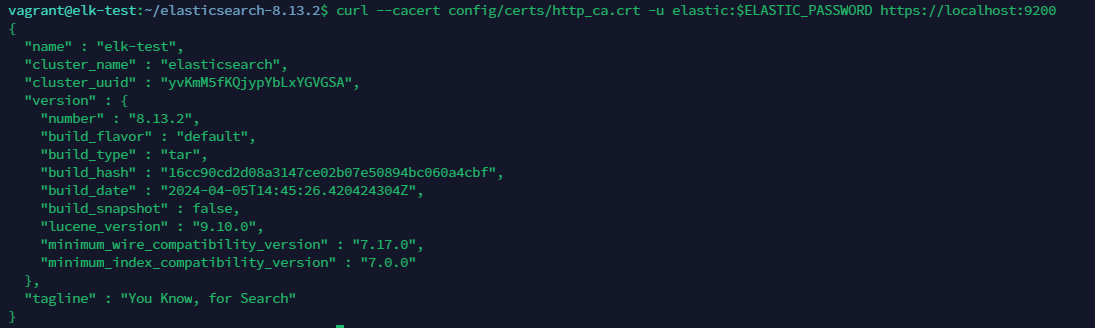 vagrant@elk-test:~/elasticsearch-8.13.2$ curl --cacert config/certs/http_ca.crt -u elastic:$ELASTIC_PASSWORD https://localhost:9200
{
  "name" : "elk-test",
  "cluster_name" : "elasticsearch",
  "cluster_uuid" : "yvKmM5fKQjypYbLxYGVGSA",
  "version" : {
    "number" : "8.13.2",
    "build_flavor" : "default",
    "build_type" : "tar",
    "build_hash" : "16cc90cd2d08a3147ce02b07e50894bc060a4cbf",
    "build_date" : "2024-04-05T14:45:26.420424304Z",
    "build_snapshot" : false,
    "lucene_version" : "9.10.0",
    "minimum_wire_compatibility_version" : "7.17.0",
    "minimum_index_compatibility_version" : "7.0.0"
  },
  "tagline" : "You Know, for Search"
}